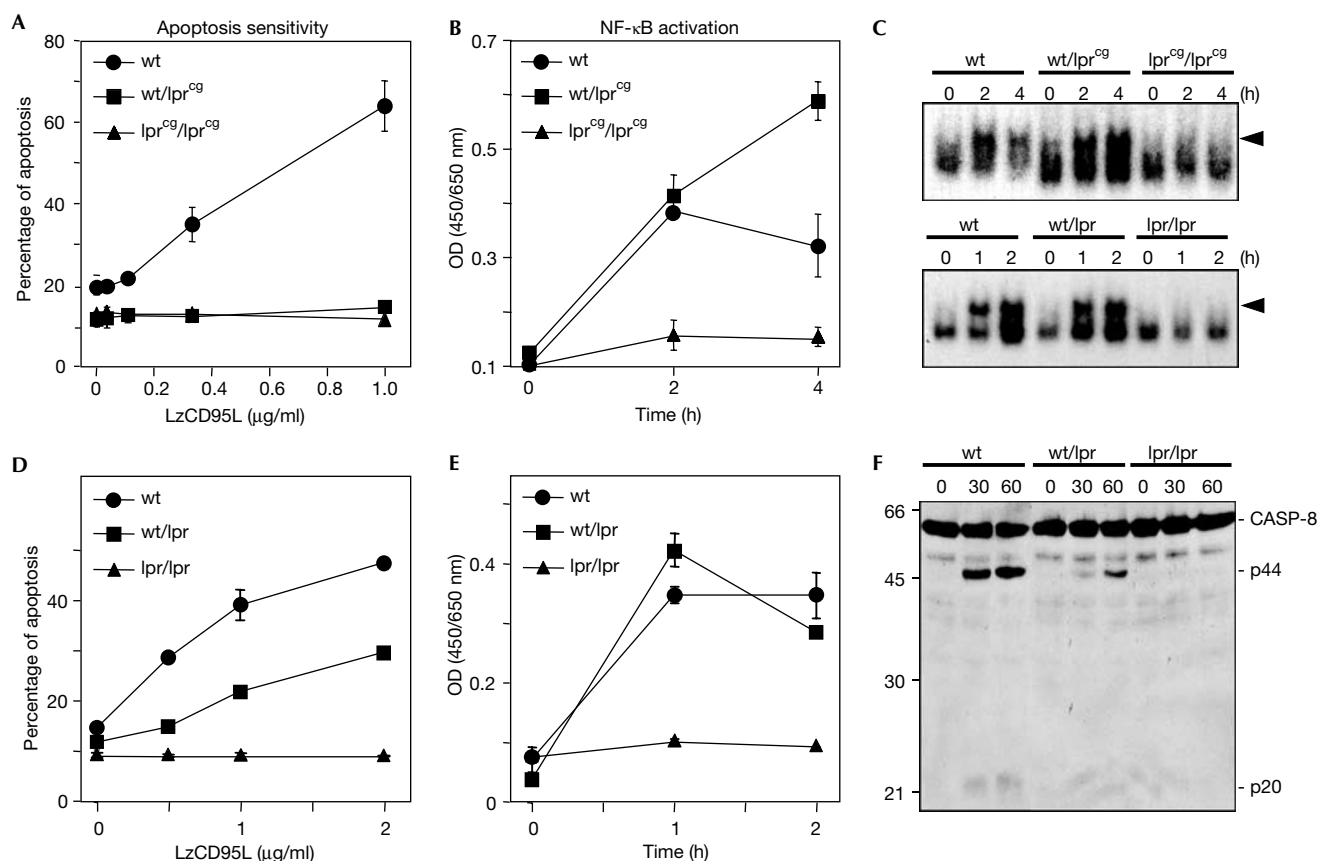 A
Apoptosis sensitivity
80
60
40
20
0
Percentage of apoptosis
wt
wt/lpr^cg
lpr^cg/lpr^cg
0 0.2 0.4 0.6 0.8 1.0
LzCD95L (μg/ml)
B
NF-κB activation
0.7
0.5
0.3
0.1
OD (450/650 nm)
wt
wt/lpr^cg
lpr^cg/lpr^cg
0 2 4
Time (h)
C
wt wt/lpr^cg lpr^cg/lpr^cg
0 2 4 0 2 4 0 2 4 (h)
wt wt/lpr lpr/lpr
0 1 2 0 1 2 0 1 2 (h)
D
40
20
0
Percentage of apoptosis
wt
wt/lpr
lpr/lpr
0 1 2
LzCD95L (μg/ml)
E
0.4
0.2
0
OD (450/650 nm)
wt
wt/lpr
lpr/lpr
0 1 2
Time (h)
F
wt wt/lpr lpr/lpr
0 30 60 0 30 60 0 30 60
66
45
30
21
- CASP-8
- p44
- p20